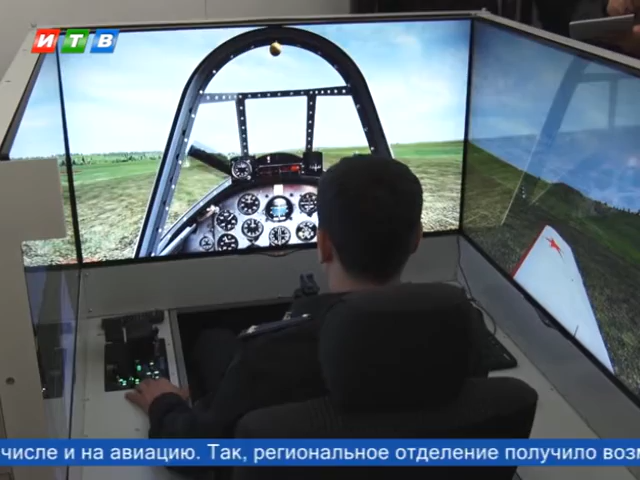 ИТВ
числе и на авиацию. Так, региональное отделение получило возм